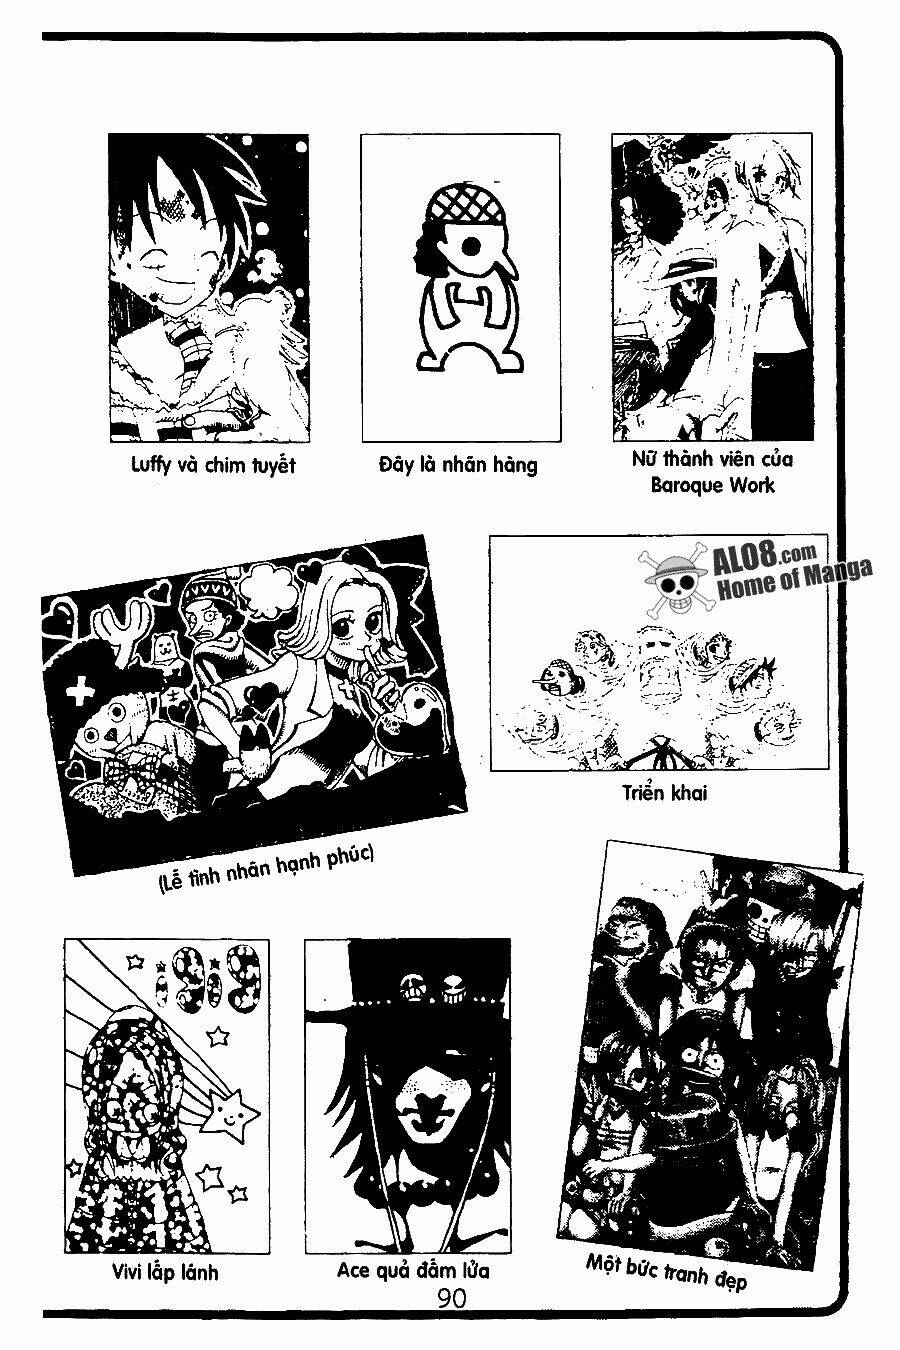 Luffy và chim tuyết
Đây là nhãn hàng
Nữ thành viên của
Baroque Work
ALO8.com
Home of Manga
Triển khai
(Lễ tình nhân hạnh phúc)
Vivi lấp lánh
Ace quả đấm lửa
Một bức tranh đẹp
90